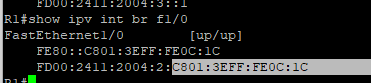 FD00:2411:2004:3::1
R1#show ipv int br f1/0
FastEthernet1/0 [up/up]
FE80::C801:3EFF:FE0C:1C
FD00:2411:2004:2:C801:3EFF:FE0C:1C
R1#